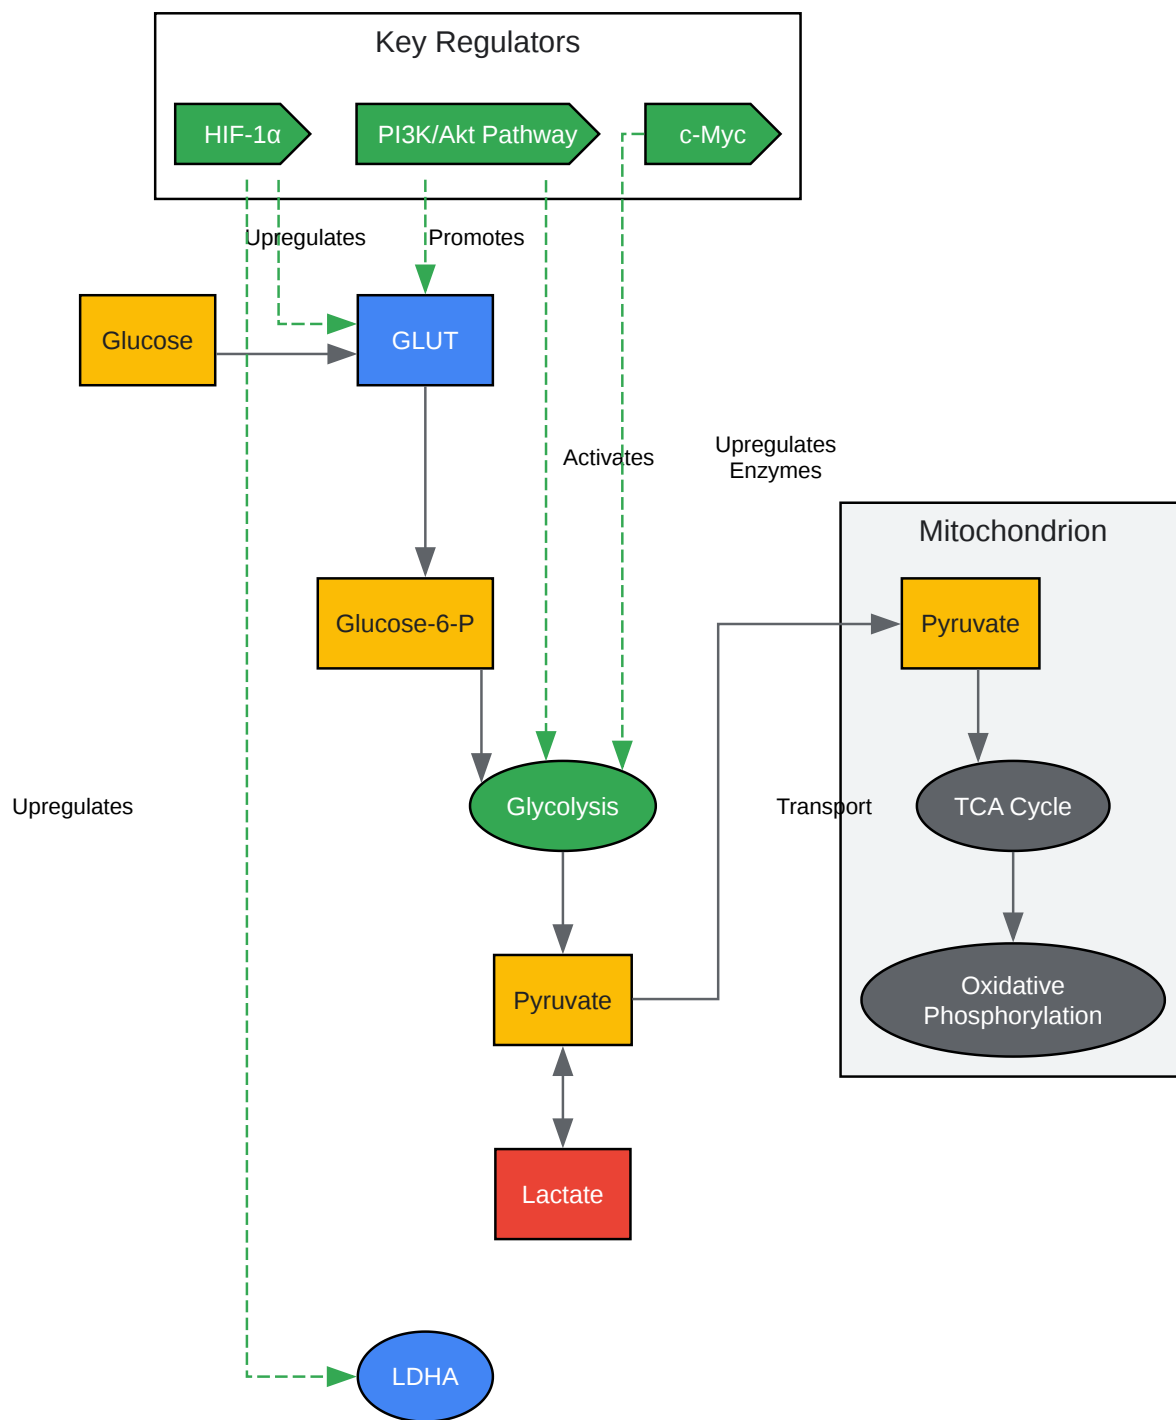 Key Regulators
HIF-1α
PI3K/Akt Pathway
c-Myc
Upregulates
Promotes
Glucose
GLUT
Activates
Upregulates
Enzymes
Mitochondrion
Glucose-6-P
Pyruvate
Upregulates
Glycolysis
Transport
TCA Cycle
Pyruvate
Oxidative
Phosphorylation
Lactate
LDHA